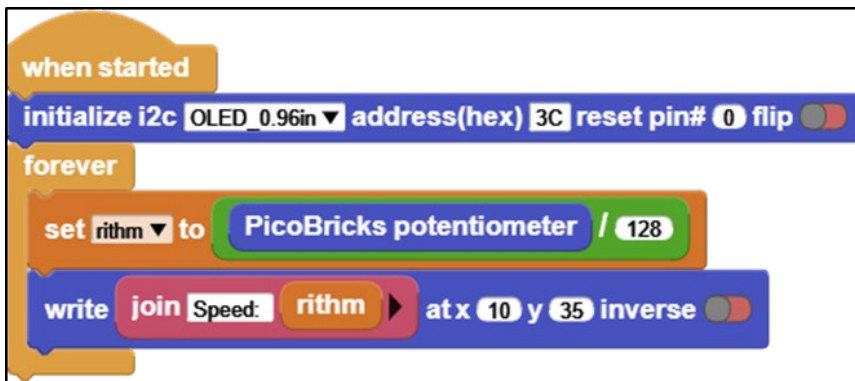 when started
initialize i2c OLED_0.96in address(hex) 3C reset pin# 0 flip
forever
set rithm to PicoBricks potentiometer / 128
write join Speed: rithm at x 10 y 35 inverse